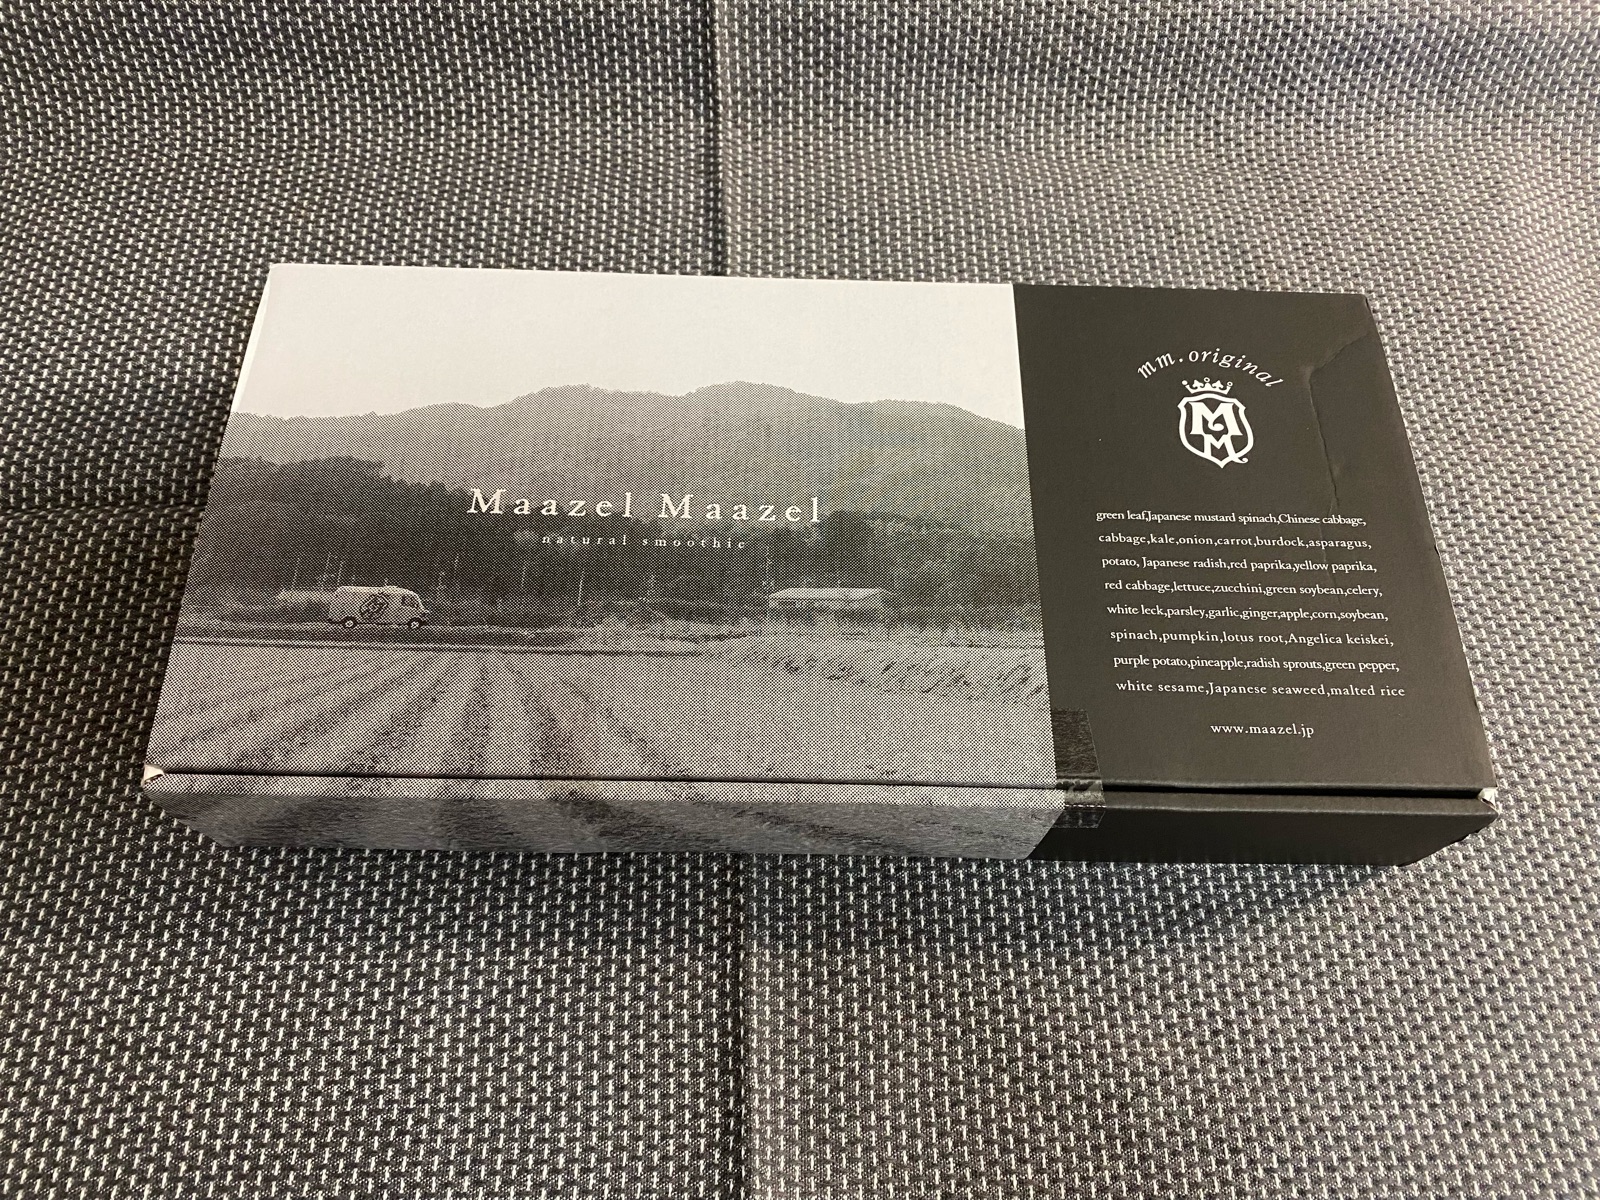 Maazel Maazel
natural smoothie
mm.original
MM
green leaf,Japanese mustard spinach,Chinese cabbage,
cabbage,kale,onion,carrot,burdock,asparagus,
potato, Japanese radish,red paprika,yellow paprika,
red cabbage,lettuce,zucchini,green soybean,celery,
white leek,parsley,garlic,ginger,apple,corn,soybean,
spinach,pumpkin,lotus root,Angelica keiskei,
purple potato,pineapple,radish sprouts,green pepper,
white sesame,Japanese seaweed,malted rice
www.maazel.jp